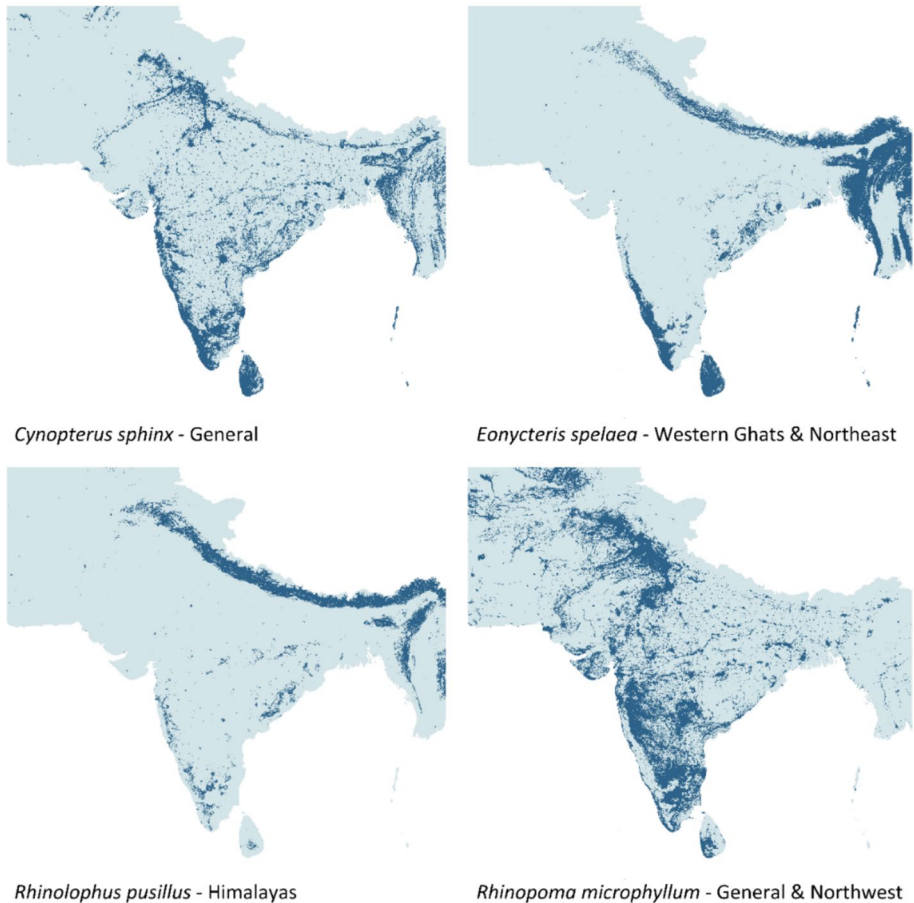 Cynopterus sphinx - General
Eonycteris spelaea - Western Ghats & Northeast
Rhinolophus pusillus - Himalayas
Rhinopoma microphyllum - General & Northwest